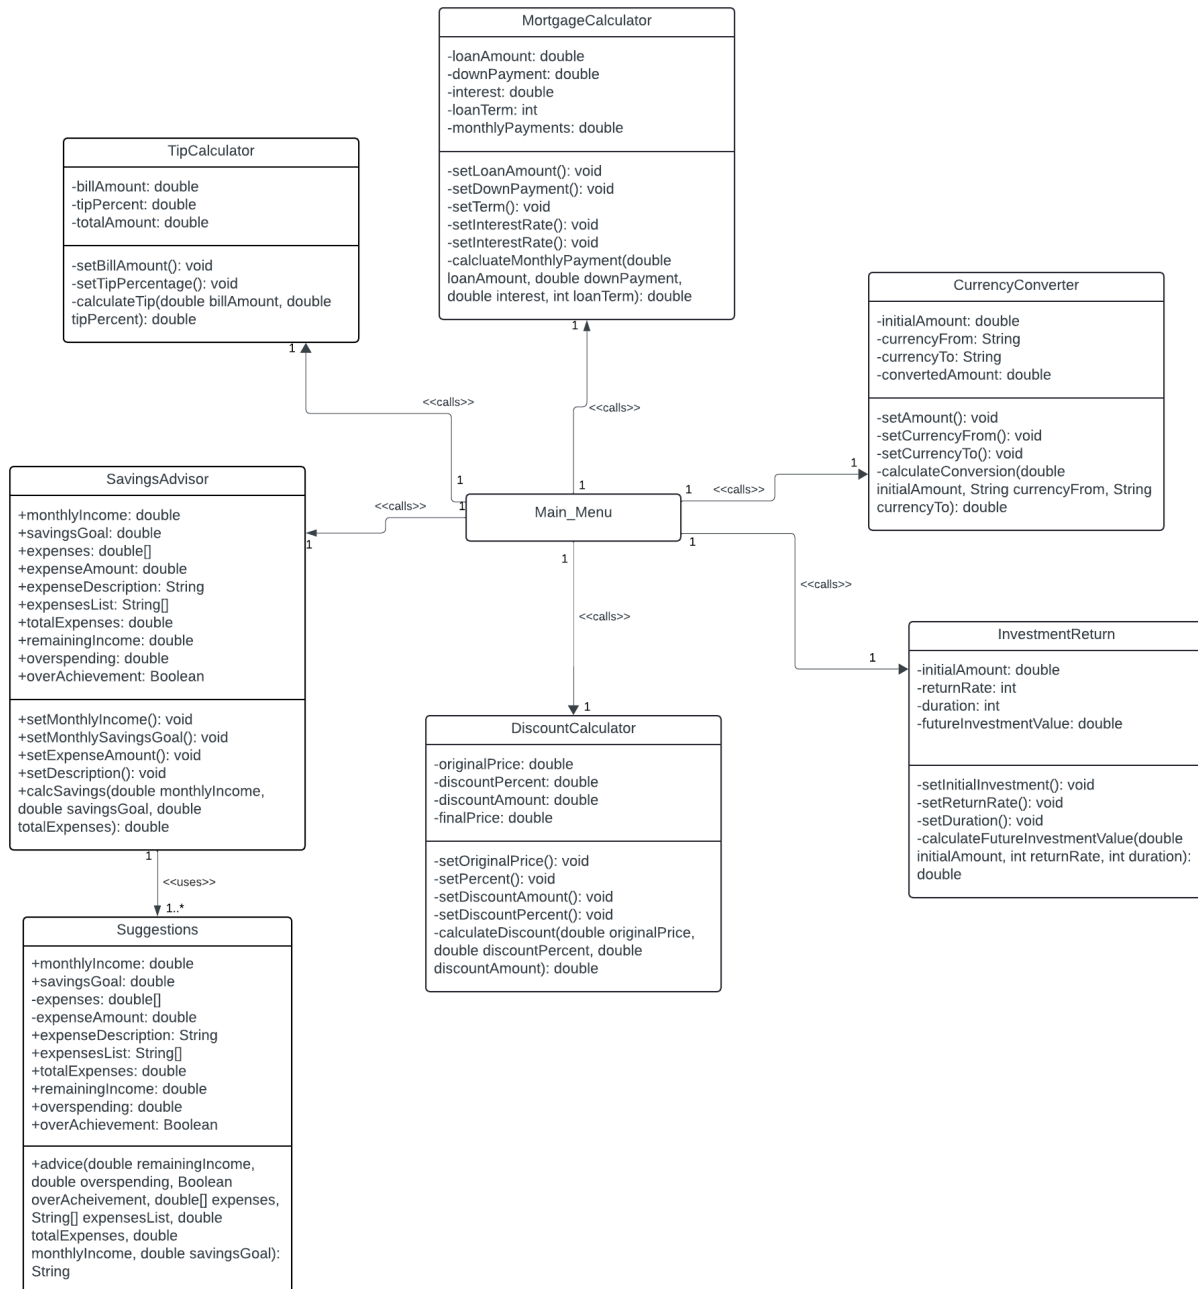 MortgageCalculator
-loanAmount: double
-downPayment: double
-interest: double
-loanTerm: int
-monthlyPayments: double
-setLoanAmount(): void
-setDownPayment(): void
-setTerm(): void
-setInterestRate(): void
-setInterestRate(): void
-calcluateMonthlyPayment(double
loanAmount, double downPayment,
double interest, int loanTerm): double
1
TipCalculator
-billAmount: double
-tipPercent: double
-totalAmount: double
-setBillAmount(): void
-setTipPercentage(): void
-calculateTip(double billAmount, double
tipPercent): double
1
CurrencyConverter
-initialAmount: double
-currencyFrom: String
-currencyTo: String
-convertedAmount: double
-setAmount(): void
-setCurrencyFrom(): void
-setCurrencyTo(): void
-calculateConversion(double
initialAmount, String currencyFrom, String
currencyTo): double
1
<<calls>>
<<calls>>
<<calls>>
1
1
1
1
Main_Menu
1
1
<<calls>>
<<calls>>
<<calls>>
SavingsAdvisor
+monthlyIncome: double
+savingsGoal: double
+expenses: double[]
+expenseAmount: double
+expenseDescription: String
+expensesList: String[]
+totalExpenses: double
+remainingIncome: double
+overspending: double
+overAchievement: Boolean
+setMonthlyIncome(): void
+setMonthlySavingsGoal(): void
+setExpenseAmount(): void
+setDescription(): void
+calcSavings(double monthlyIncome,
double savingsGoal, double
totalExpenses): double
1
1
<<uses>>
1..*
Suggestions
+monthlyIncome: double
+savingsGoal: double
-expenses: double[]
-expenseAmount: double
+expenseDescription: String
+expensesList: String[]
+totalExpenses: double
+remainingIncome: double
+overspending: double
+overAchievement: Boolean
+advice(double remainingIncome,
double overspending, Boolean
overAcheivement, double[] expenses,
String[] expensesList, double
totalExpenses, double
monthlyIncome, double savingsGoal):
String
1
DiscountCalculator
-originalPrice: double
-discountPercent: double
-discountAmount: double
-finalPrice: double
-setOriginalPrice(): void
-setPercent(): void
-setDiscountAmount(): void
-setDiscountPercent(): void
-calculateDiscount(double originalPrice,
double discountPercent, double
discountAmount): double
1
InvestmentReturn
-initialAmount: double
-returnRate: int
-duration: int
-futureInvestmentValue: double
-setInitialInvestment(): void
-setReturnRate(): void
-setDuration(): void
-calculateFutureInvestmentValue(double
initialAmount, int returnRate, int duration):
double